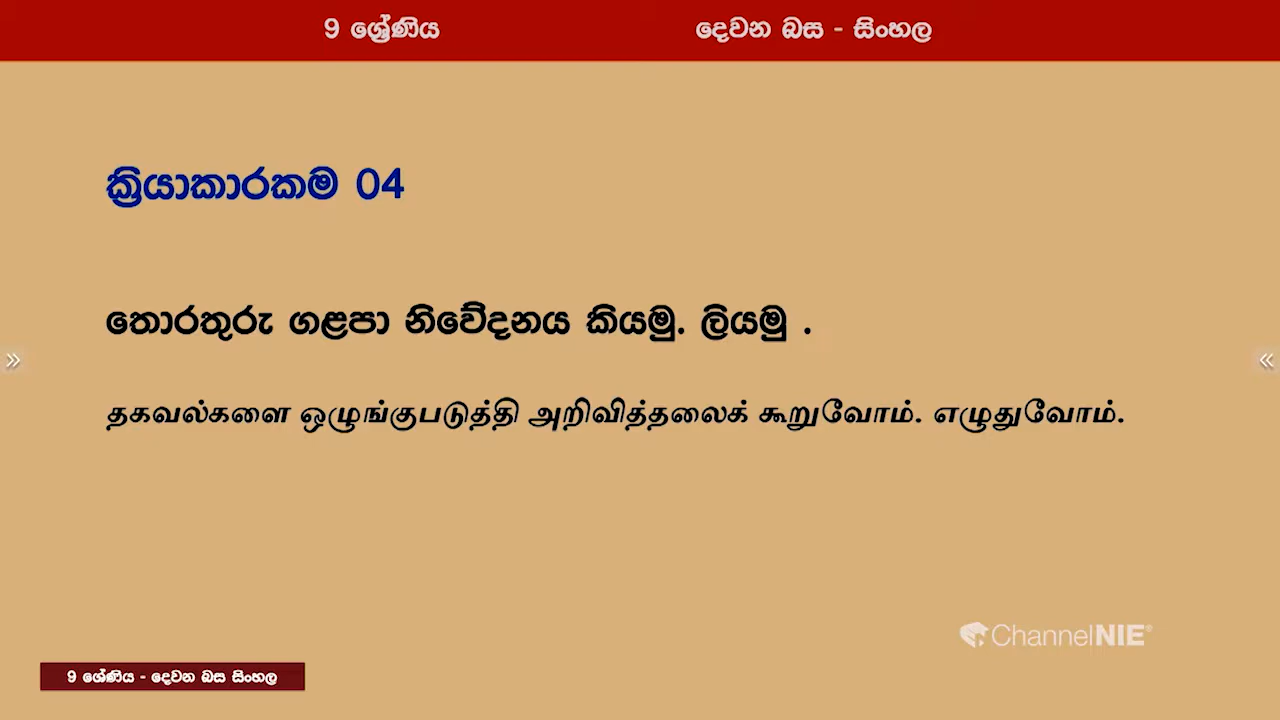 9 ශ්‍රේණිය
දෙවන බස - සිංහල
ක්‍රියාකාරකම 04
තොරතුරු ගළපා නිවේදනය කියමු. ලියමු .
தகவல்களை ஒழுங்குபடுத்தி அறிவித்தலைக் கூறுவோம். எழுதுவோம்.
ChannelNIE®
9 ශ්‍රේණිය - දෙවන බස සිංහල